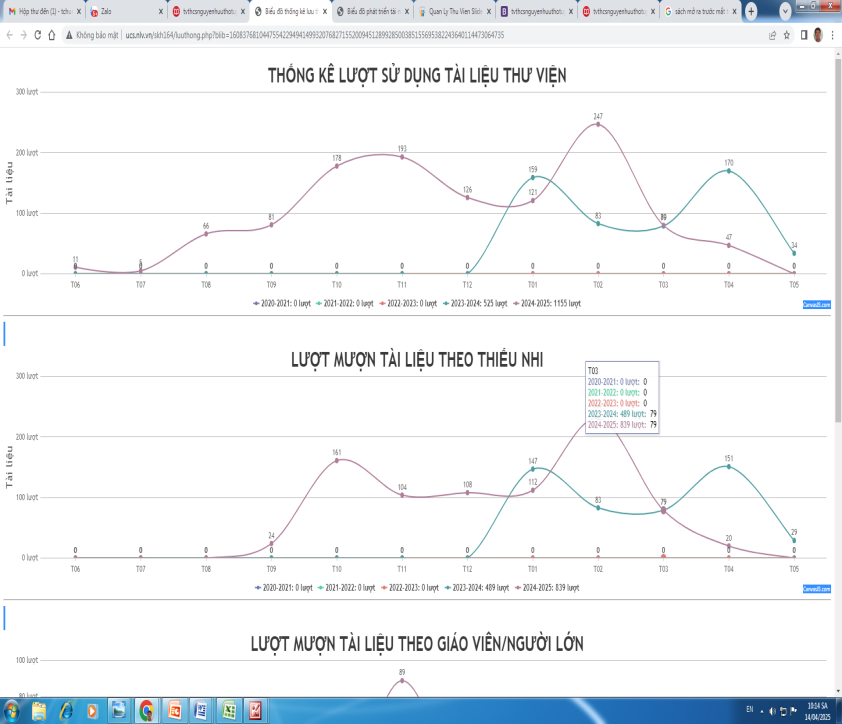 Hộp thư đến (1) - tchu
Zalo
tvthcsnguyenhuuthotu
Biểu đồ thống kê lưu t
Biểu đồ phát triển tài n
Quan Ly Thu Vien Slide
tvthcsnguyenhuuthotu
tvthcsnguyenhuuthotu
sách mở ra trước mắt
Không bảo mật | ucs.nlv.vn/skh164/luuthong.php?blib=
THỐNG KÊ LƯỢT SỬ DỤNG TÀI LIỆU THƯ VIỆN
Tài liệu
300 lượt
247
200 lượt
178 193 159 170
126 121
100 lượt
66 81 83 47 34
11
0 lượt
0 0 0 0 0 0 0 0 0 0
T06 T07 T08 T09 T10 T11 T12 T01 T02 T03 T04 T05
2020-2021: 0 lượt 2021-2022: 0 lượt 2022-2023: 0 lượt 2023-2024: 525 lượt 2024-2025: 1155 lượt
CanvasJS.com
LƯỢT MƯỢN TÀI LIỆU THEO THIẾU NHI
Tài liệu
300 lượt
T03
2020-2021: 0 lượt: 0
2021-2022: 0 lượt: 0
2022-2023: 0 lượt: 0
2023-2024: 489 lượt: 79
2024-2025: 839 lượt: 79
200 lượt
161 147 151
100 lượt
104 108 112 83 79
24 20 29
0 lượt
0 0 0 0 0 0 0 0 0 0 0 0
T06 T07 T08 T09 T10 T11 T12 T01 T02 T03 T04 T05
2020-2021: 0 lượt 2021-2022: 0 lượt 2022-2023: 0 lượt 2023-2024: 489 lượt 2024-2025: 839 lượt
CanvasJS.com
LƯỢT MƯỢN TÀI LIỆU THEO GIÁO VIÊN/NGƯỜI LỚN
100 lượt
89
80 lượt
EN
10:14 SA
14/04/2025